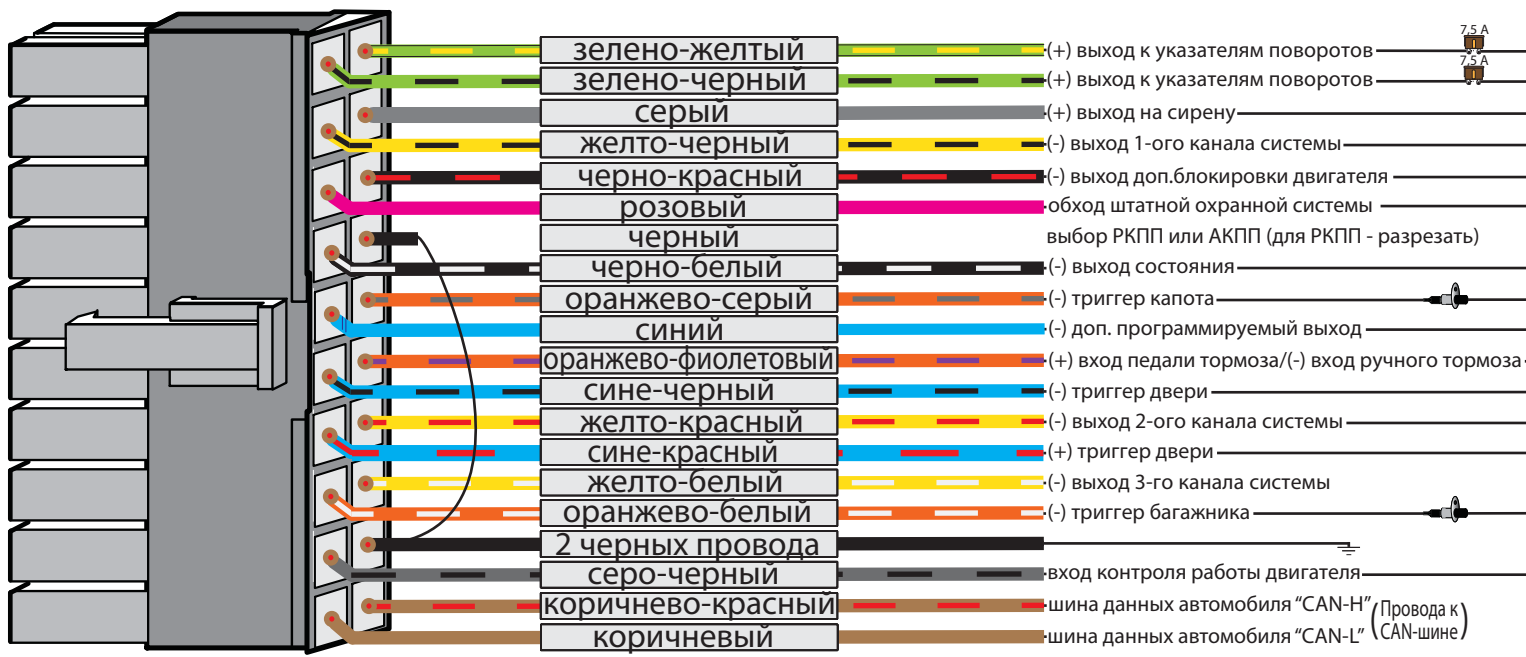 7,5 А
зелено-желтый (+) выход к указателям поворотов
7,5 А
зелено-черный (+) выход к указателям поворотов
серый (+) выход на сирену
желто-черный (-) выход 1-ого канала системы
черно-красный (-) выход доп.блокировки двигателя
розовый обход штатной охранной системы
черный выбор РКПП или АКПП (для РКПП - разрезать)
черно-белый (-) выход состояния
оранжево-серый (-) триггер капота
синий (-) доп. программируемый выход
оранжево-фиолетовый (+) вход педали тормоза/(-) вход ручного тормоза
сине-черный (-) триггер двери
желто-красный (-) выход 2-ого канала системы
сине-красный (+) триггер двери
желто-белый (-) выход 3-го канала системы
оранжево-белый (-) триггер багажника
2 черных провода
серо-черный вход контроля работы двигателя
коричнево-красный шина данных автомобиля “CAN-H”
коричневый шина данных автомобиля “CAN-L”
(Провода к
CAN-шине)